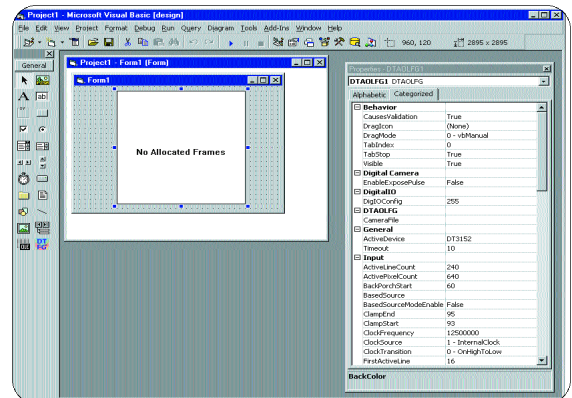 Project1 - Microsoft Visual Basic [design]
File Edit View Project Format Debug Run Query Diagram Tools Add-Ins Window Help
960, 120
2895 x 2895
General
A
abl
DT
FG
Project1 - Form1 (Form)
Form1
No Allocated Frames
Properties - DTAOLFG1
DTAOLFG1 DTAOLFG
Alphabetic Categorized
Behavior
CausesValidation True
DragIcon (None)
DragMode 0 - vbManual
TabIndex 0
TabStop True
Visible True
Digital Camera
EnableExposePulse False
DigitalIO
DigIOConfig 255
DTAOLFG
CameraFile
General
ActiveDevice DT3152
Timeout 10
Input
ActiveLineCount 240
ActivePixelCount 640
BackPorchStart 60
BasedSource
BasedSourceModeEnable False
ClampEnd 95
ClampStart 93
ClockFrequency 12500000
ClockSource 1 - InternalClock
ClockTransition 0 - OnHighToLow
FirstActiveLine 16
BackColor